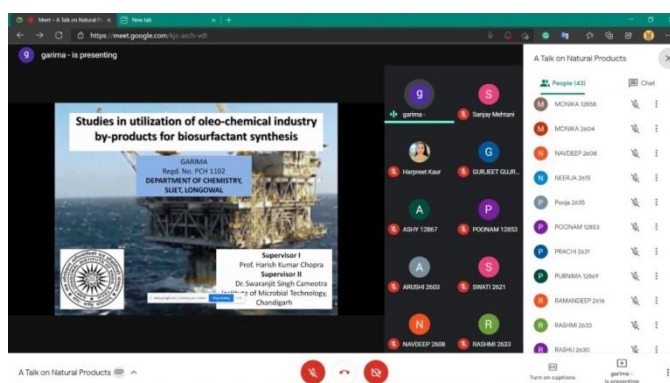 Meet – A Talk on Natural Pr
New tab
https://meet.google.com/kjz-asch-vdt
garima - is presenting
Studies in utilization of oleo-chemical industry
by-products for biosurfactant synthesis
GARIMA
Regd. No. PCH 1102
DEPARTMENT OF CHEMISTRY,
SLIET, LONGOWAL
Supervisor I
Prof. Harish Kumar Chopra
Supervisor II
Dr. Swaranjit Singh Cameotra
Institute of Microbial Technology,
Chandigarh
g
garima -
S
Sanjay Mehtani
Harpreet Kaur
G
GURJEET GUJR...
A
ASHY 12867
P
POONAM 12853
A
ARUSHI 2603
S
SWATI 2621
N
NAVDEEP 2608
R
RASHMI 2633
A Talk on Natural Products
People (43)
Chat
M MONIKA 12858
M MONIKA 2604
N NAVDEEP 2608
N NEERJA 2615
P Pooja 2635
P POONAM 12853
P PRACHI 2631
P PURNIMA 12869
R RAMANDEEP 2616
R RASHMI 2633
R RASHU 2630
A Talk on Natural Products
Turn on captions
garima -
is presenting